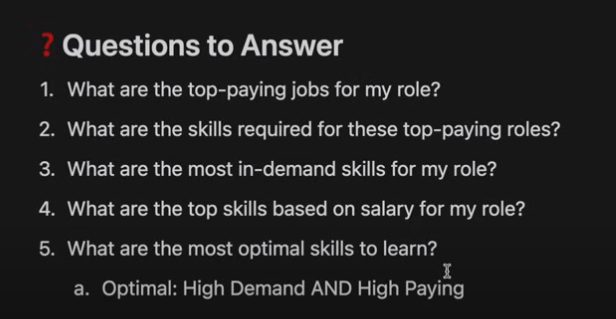 ❓ Questions to Answer
1. What are the top-paying jobs for my role?
2. What are the skills required for these top-paying roles?
3. What are the most in-demand skills for my role?
4. What are the top skills based on salary for my role?
5. What are the most optimal skills to learn?
a. Optimal: High Demand AND High Paying